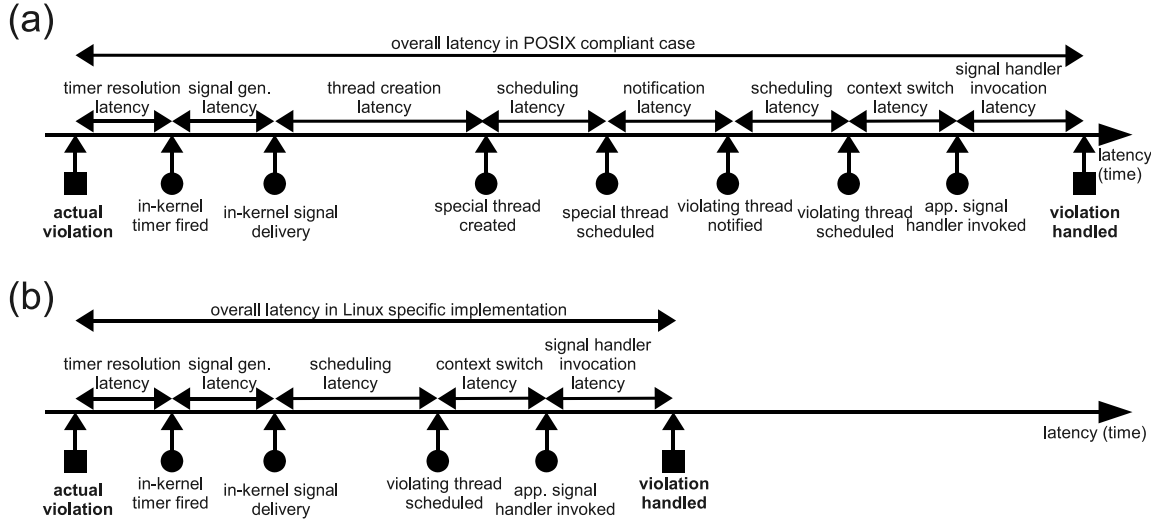 (a)
overall latency in POSIX compliant case
timer resolution
latency
signal gen.
latency
thread creation
latency
scheduling
latency
notification
latency
scheduling
latency
context switch
latency
signal handler
invocation
latency
latency
(time)
actual
violation
in-kernel
timer fired
in-kernel signal
delivery
special thread
created
special thread
scheduled
violating thread
notified
violating thread
scheduled
app. signal
handler invoked
violation
handled
(b)
overall latency in Linux specific implementation
timer resolution
latency
signal gen.
latency
scheduling
latency
context switch
latency
signal handler
invocation
latency
latency (time)
actual
violation
in-kernel
timer fired
in-kernel signal
delivery
violating thread
scheduled
app. signal
handler invoked
violation
handled